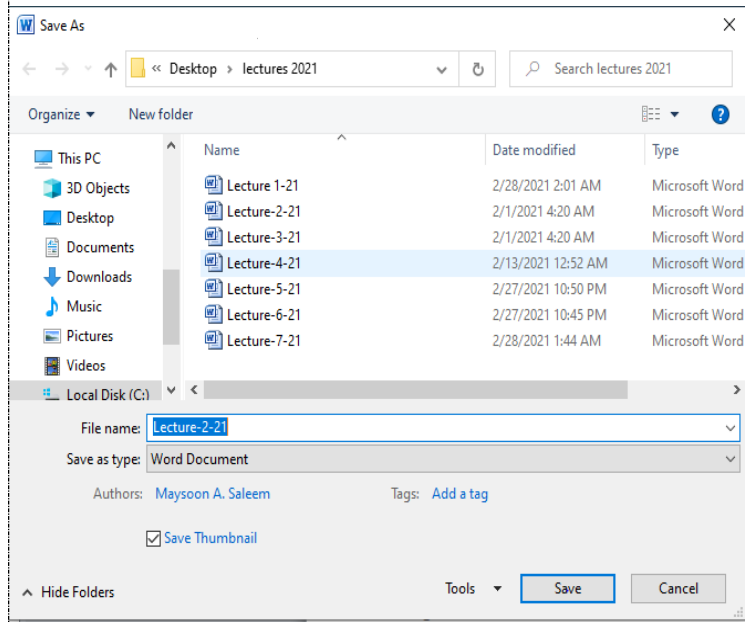 Save As
« Desktop › lectures 2021
Search lectures 2021
Organize
New folder
Name
Date modified
Type
This PC
3D Objects
Desktop
Documents
Downloads
Music
Pictures
Videos
Local Disk (C:)
Lecture 1-21 2/28/2021 2:01 AM Microsoft Word
Lecture-2-21 2/1/2021 4:20 AM Microsoft Word
Lecture-3-21 2/1/2021 4:20 AM Microsoft Word
Lecture-4-21 2/13/2021 12:52 AM Microsoft Word
Lecture-5-21 2/27/2021 10:50 PM Microsoft Word
Lecture-6-21 2/27/2021 10:45 PM Microsoft Word
Lecture-7-21 2/28/2021 1:44 AM Microsoft Word
File name: Lecture-2-21
Save as type: Word Document
Authors: Maysoon A. Saleem
Tags: Add a tag
Save Thumbnail
Hide Folders
Tools
Save
Cancel